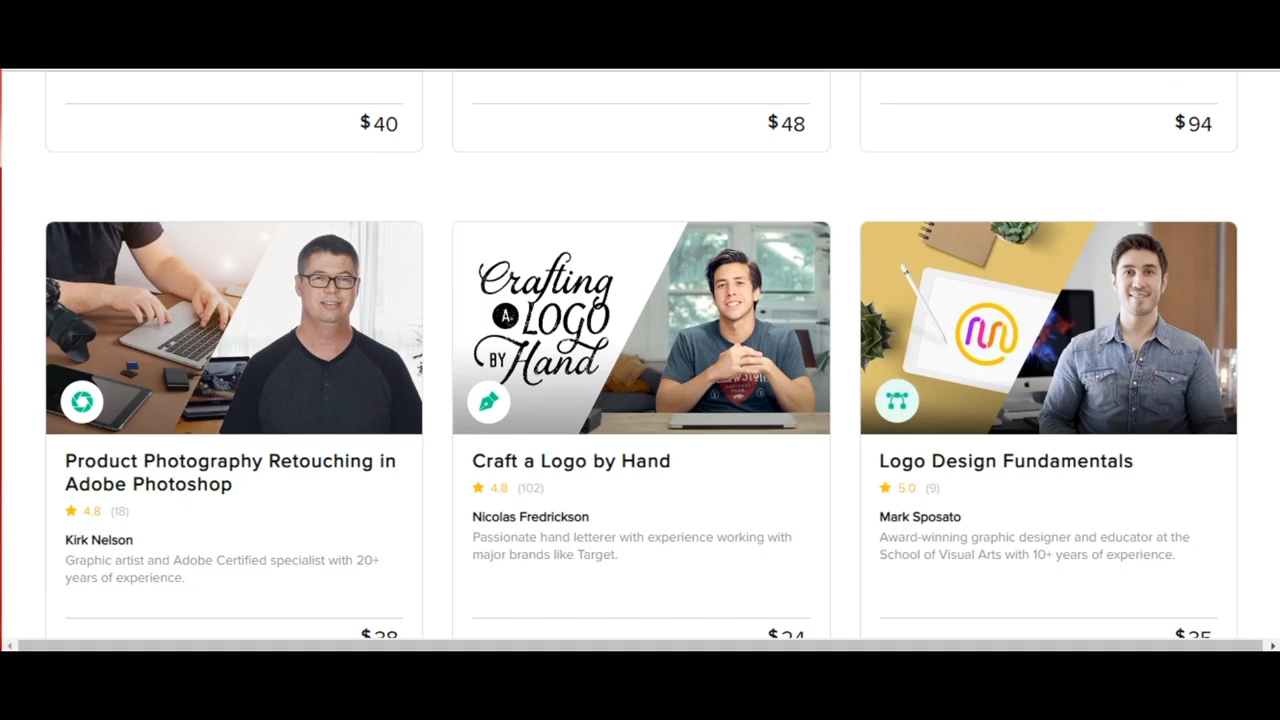 $40
$48
$94
Crafting
A
LOGO
BY
Hand
Product Photography Retouching in
Adobe Photoshop
4.8 (18)
Kirk Nelson
Graphic artist and Adobe Certified specialist with 20+
years of experience.
Craft a Logo by Hand
4.8 (102)
Nicolas Fredrickson
Passionate hand letterer with experience working with
major brands like Target.
Logo Design Fundamentals
5.0 (9)
Mark Sposato
Award-winning graphic designer and educator at the
School of Visual Arts with 10+ years of experience.